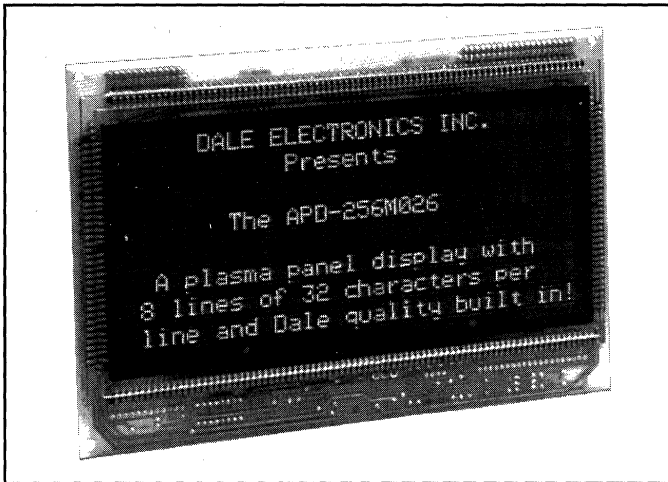 DALE ELECTRONICS INC.
Presents
The APD-256M026
A plasma panel display with
8 lines of 32 characters per
line and Dale quality built in!